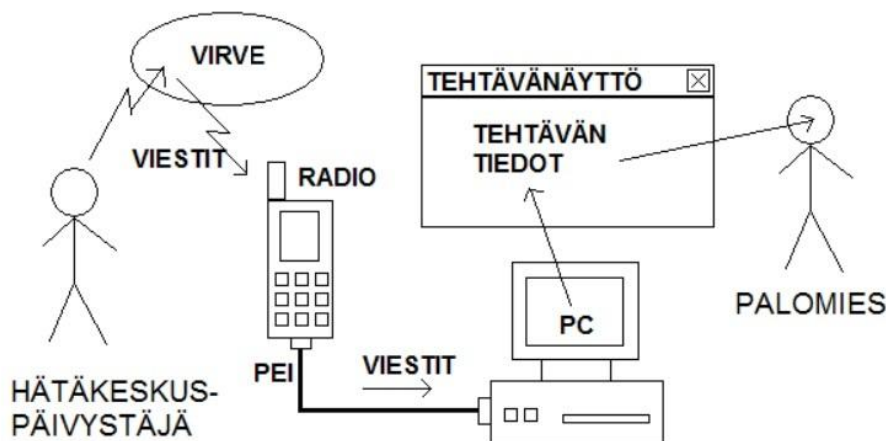 VIRVE
VIESTIT
RADIO
TEHTÄVÄNÄYTTÖ
TEHTÄVÄN
TIEDOT
PALOMIES
PC
PEI
VIESTIT
HÄTÄKESKUS-
PÄIVYSTÄJÄ